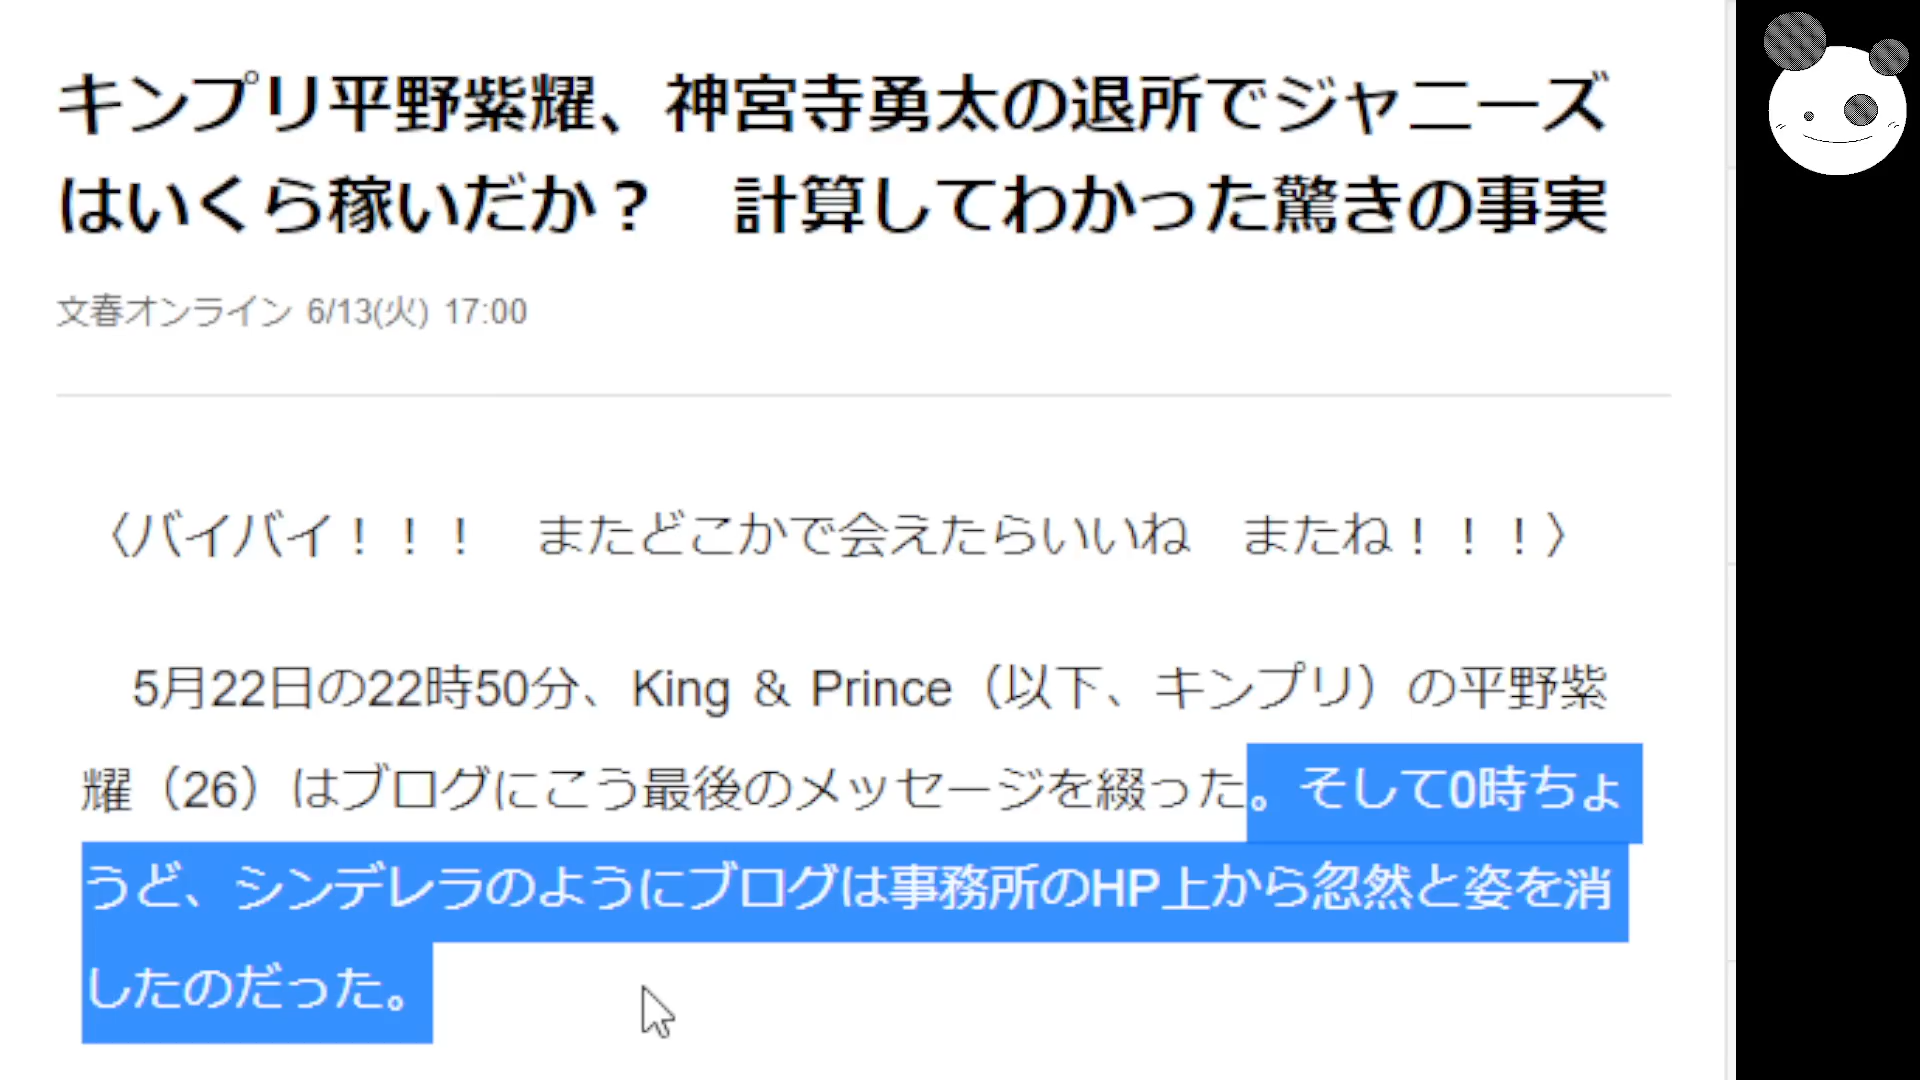 キンプリ平野紫耀、神宮寺勇太の退所でジャニーズ
はいくら稼いだか？　計算してわかった驚きの事実
文春オンライン 6/13(火) 17:00
〈バイバイ！！！　またどこかで会えたらいいね　またね！！！〉
5月22日の22時50分、King ＆ Prince（以下、キンプリ）の平野紫
耀（26）はブログにこう最後のメッセージを綴った。そして0時ちょ
うど、シンデレラのようにブログは事務所のHP上から忽然と姿を消
したのだった。